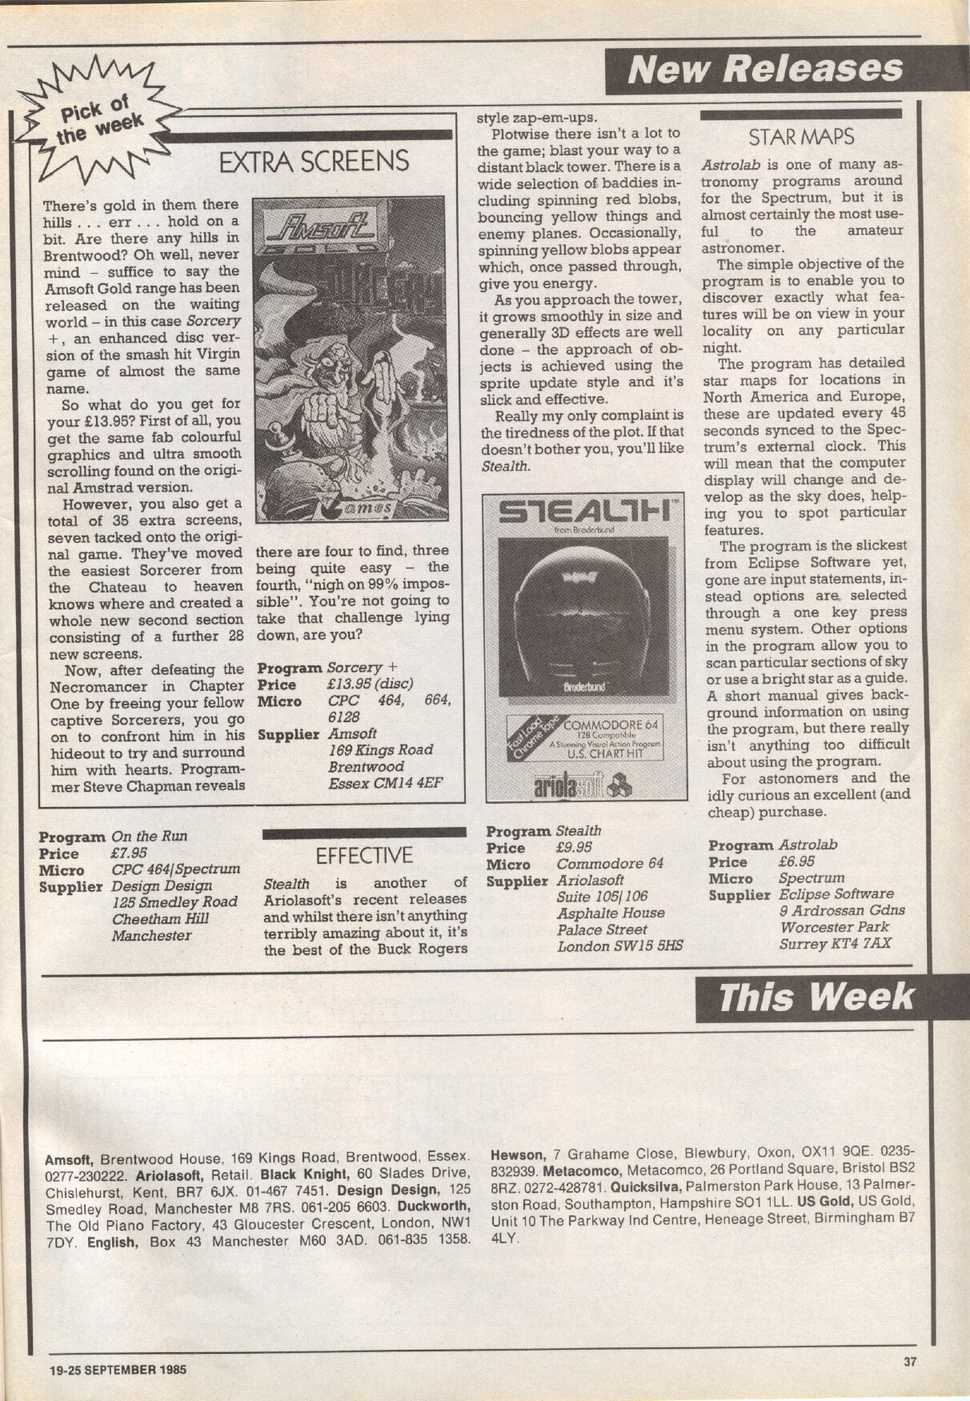 New Releases
Pick of
the week
EXTRA SCREENS
There's gold in them there
hills . . . err . . . hold on a
bit. Are there any hills in
Brentwood? Oh well, never
mind – suffice to say the
Amsoft Gold range has been
released on the waiting
world – in this case Sorcery
+, an enhanced disc ver-
sion of the smash hit Virgin
game of almost the same
name.
So what do you get for
your £13.95? First of all, you
get the same fab colourful
graphics and ultra smooth
scrolling found on the origi-
nal Amstrad version.
However, you also get a
total of 35 extra screens,
seven tacked onto the origi-
nal game. They've moved
the easiest Sorcerer from
the Chateau to heaven
knows where and created a
whole new second section
consisting of a further 28
new screens.
Now, after defeating the
Necromancer in Chapter
One by freeing your fellow
captive Sorcerers, you go
on to confront him in his
hideout to try and surround
him with hearts. Program-
mer Steve Chapman reveals
Amsoft
GOLD
SORCERY
Games
there are four to find, three
being quite easy – the
fourth, "nigh on 99% impos-
sible". You're not going to
take that challenge lying
down, are you?
Program Sorcery +
Price £13.95 (disc)
Micro CPC 464, 664,
6128
Supplier Amsoft
169 Kings Road
Brentwood
Essex CM14 4EF
Program On the Run
Price £7.95
Micro CPC 464/Spectrum
Supplier Design Design
125 Smedley Road
Cheetham Hill
Manchester
EFFECTIVE
Stealth is another of
Ariolasoft's recent releases
and whilst there isn't anything
terribly amazing about it, it's
the best of the Buck Rogers
style zap-em-ups.
Plotwise there isn't a lot to
the game; blast your way to a
distant black tower. There is a
wide selection of baddies in-
cluding spinning red blobs,
bouncing yellow things and
enemy planes. Occasionally,
spinning yellow blobs appear
which, once passed through,
give you energy.
As you approach the tower,
it grows smoothly in size and
generally 3D effects are well
done – the approach of ob-
jects is achieved using the
sprite update style and it's
slick and effective.
Really my only complaint is
the tiredness of the plot. If that
doesn't bother you, you'll like
Stealth.
STEALTH™
from Broderbund
Broderbund
Fast Load
Chrome Tape
COMMODORE 64
128 Compatible
A Stunning Visual Action Program
U.S. CHART HIT
ariolasoft
Program Stealth
Price £9.95
Micro Commodore 64
Supplier Ariolasoft
Suite 105/106
Asphalte House
Palace Street
London SW15 5HS
STAR MAPS
Astrolab is one of many as-
tronomy programs around
for the Spectrum, but it is
almost certainly the most use-
ful to the amateur
astronomer.
The simple objective of the
program is to enable you to
discover exactly what fea-
tures will be on view in your
locality on any particular
night.
The program has detailed
star maps for locations in
North America and Europe,
these are updated every 45
seconds synced to the Spec-
trum's external clock. This
will mean that the computer
display will change and de-
velop as the sky does, help-
ing you to spot particular
features.
The program is the slickest
from Eclipse Software yet,
gone are input statements, in-
stead options are selected
through a one key press
menu system. Other options
in the program allow you to
scan particular sections of sky
or use a bright star as a guide.
A short manual gives back-
ground information on using
the program, but there really
isn't anything too difficult
about using the program.
For astonomers and the
idly curious an excellent (and
cheap) purchase.
Program Astrolab
Price £6.95
Micro Spectrum
Supplier Eclipse Software
9 Ardrossan Gdns
Worcester Park
Surrey KT4 7AX
This Week
Amsoft, Brentwood House, 169 Kings Road, Brentwood, Essex.
0277-230222. Ariolasoft, Retail. Black Knight, 60 Slades Drive,
Chislehurst, Kent, BR7 6JX. 01-467 7451. Design Design, 125
Smedley Road, Manchester M8 7RS. 061-205 6603. Duckworth,
The Old Piano Factory, 43 Gloucester Crescent, London, NW1
7DY. English, Box 43 Manchester M60 3AD. 061-835 1358.
Hewson, 7 Grahame Close, Blewbury, Oxon, OX11 9QE. 0235-
832939. Metacomco, Metacomco, 26 Portland Square, Bristol BS2
8RZ. 0272-428781. Quicksilva, Palmerston Park House, 13 Palmer-
ston Road, Southampton, Hampshire SO1 1LL. US Gold, US Gold,
Unit 10 The Parkway Ind Centre, Heneage Street, Birmingham B7
4LY.
19-25 SEPTEMBER 1985
37